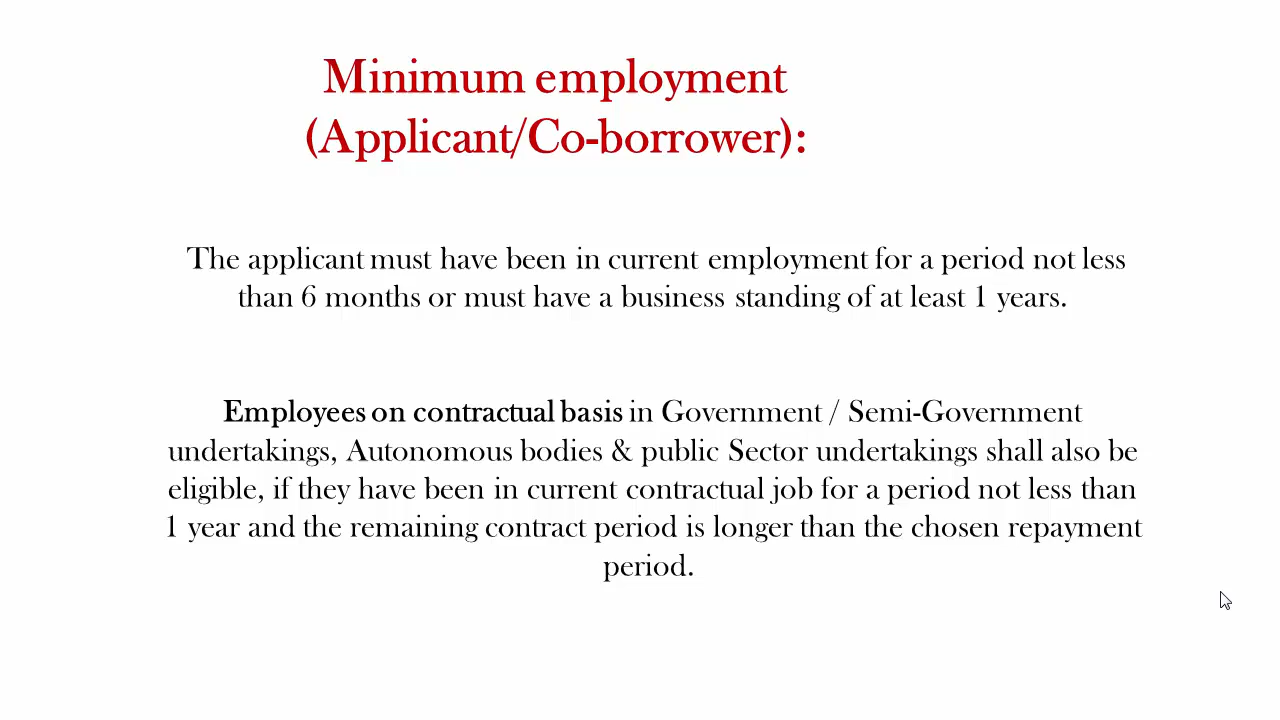 Minimum employment
(Applicant/Co-borrower):
The applicant must have been in current employment for a period not less
than 6 months or must have a business standing of at least 1 years.
Employees on contractual basis in Government / Semi-Government
undertakings, Autonomous bodies & public Sector undertakings shall also be
eligible, if they have been in current contractual job for a period not less than
1 year and the remaining contract period is longer than the chosen repayment
period.